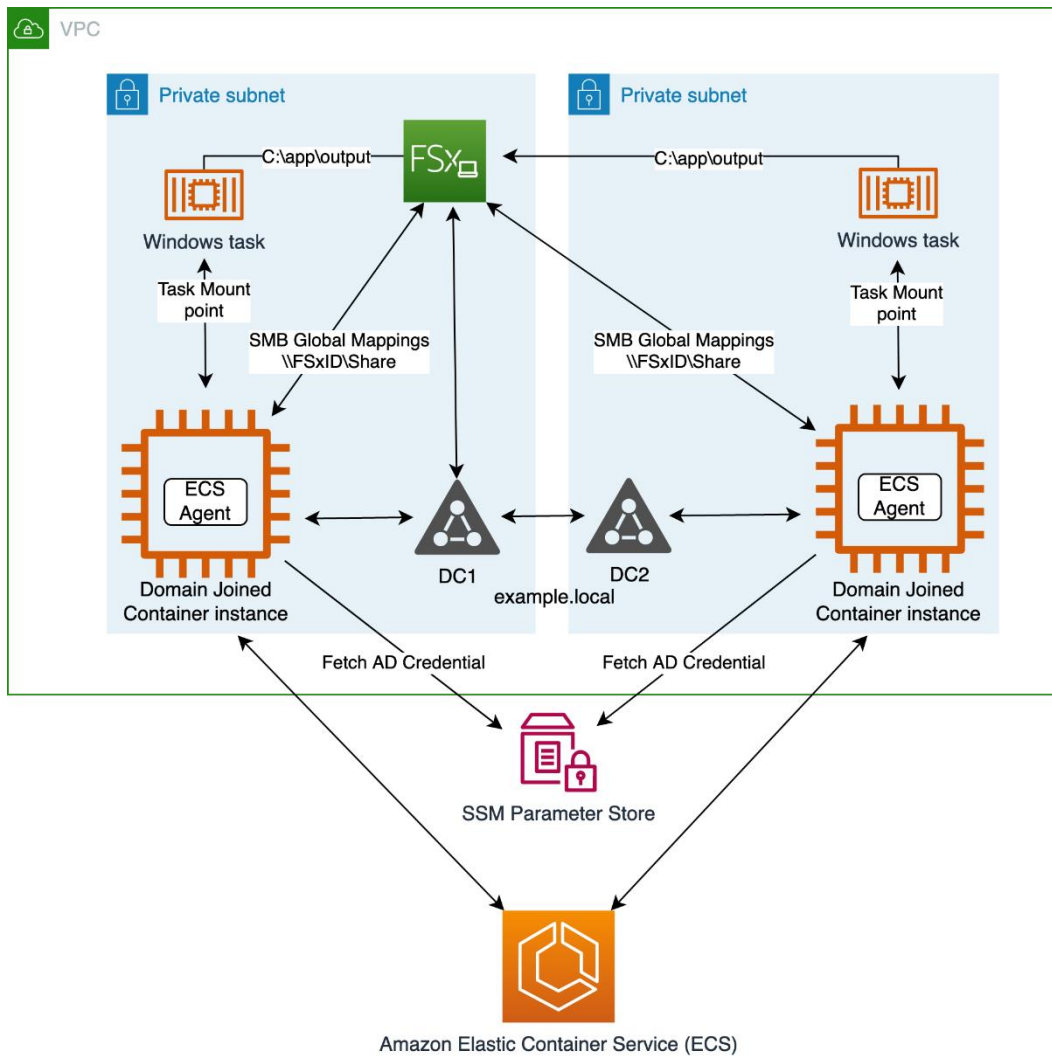 VPC
Private subnet
Private subnet
FSx
C:\app\output
C:\app\output
Windows task
Windows task
Task Mount
point
Task Mount
point
SMB Global Mappings
\\FSxID\Share
SMB Global Mappings
\\FSxID\Share
ECS
Agent
ECS
Agent
DC1
DC2
example.local
Domain Joined
Container instance
Domain Joined
Container instance
Fetch AD Credential
Fetch AD Credential
SSM Parameter Store
Amazon Elastic Container Service (ECS)